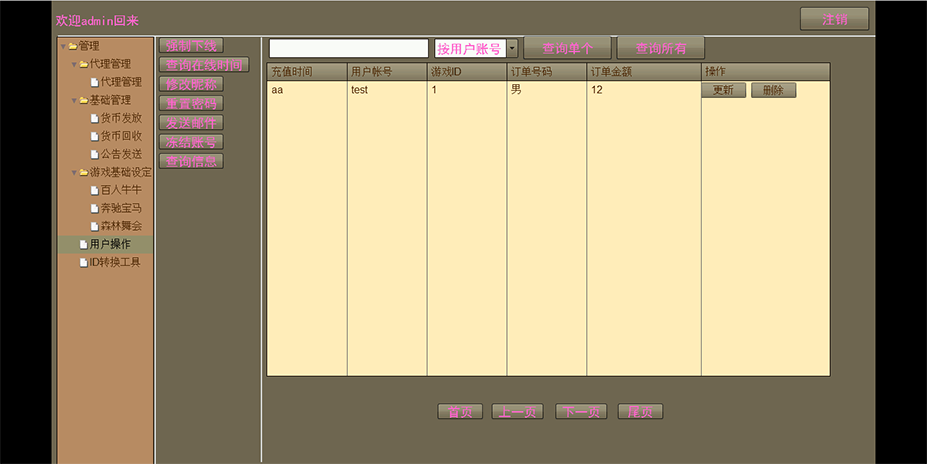 欢迎admin回来
注销
管理
代理管理
代理管理
基础管理
货币发放
货币回收
公告发送
游戏基础设定
百人牛牛
奔驰宝马
森林舞会
用户操作
ID转换工具
强制下线
查询在线时间
修改昵称
重置密码
发送邮件
冻结账号
查询信息
按用户账号 查询单个 查询所有
充值时间 用户帐号 游戏ID 订单号码 订单金额 操作
aa test 1 男 12 更新 删除
首页 上一页 下一页 尾页